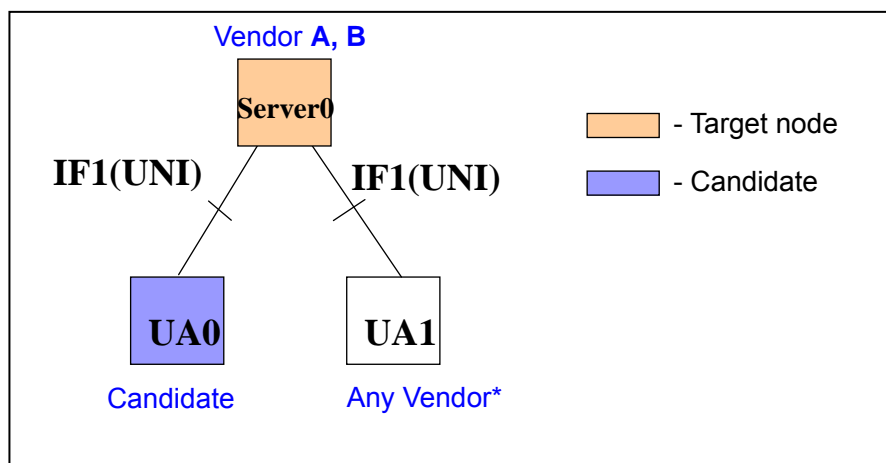 Vendor A, B
Server0
- Target node
IF1(UNI)
IF1(UNI)
- Candidate
UA0
UA1
Candidate
Any Vendor*